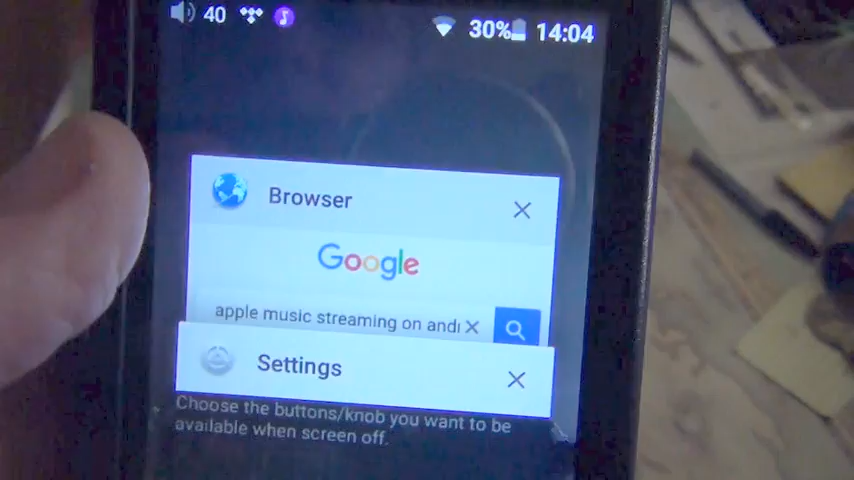 40 30% 14:04
Browser
Google
apple music streaming on andr
Settings
Choose the buttons/knob you want to be
available when screen off.